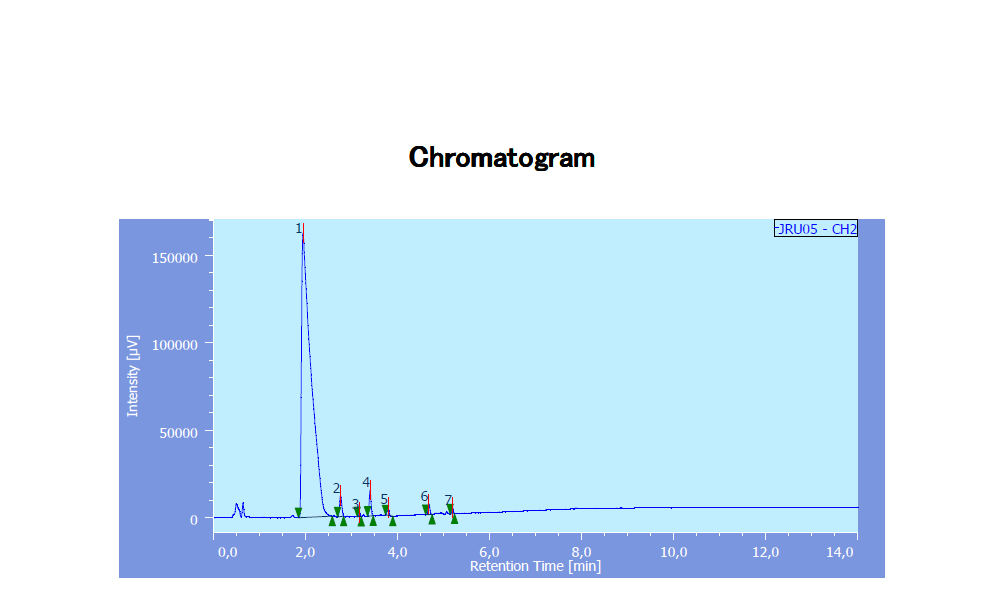 Chromatogram
JRU05 - CH2
150000
100000
50000
0
Intensity [µV]
1
2
3
4
5
6
7
0,0 2,0 4,0 6,0 8,0 10,0 12,0 14,0
Retention Time [min]